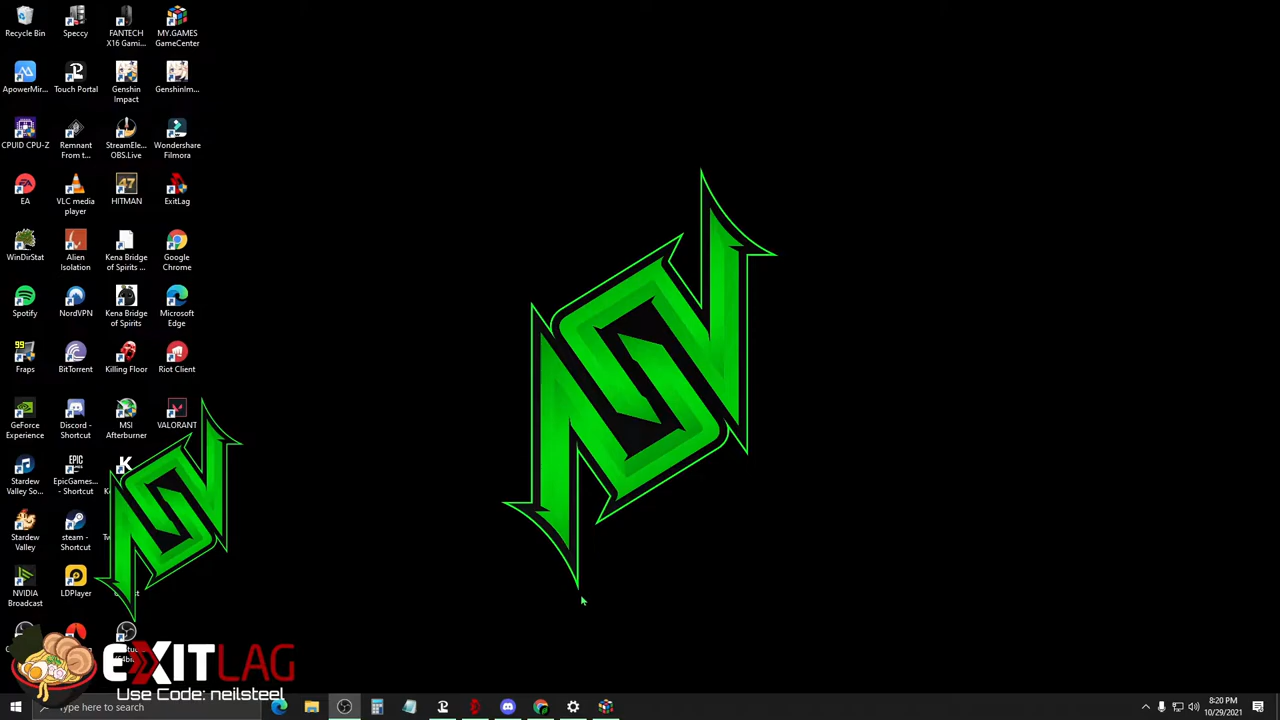 Recycle Bin
Speccy
FANTECH
X16 Gami...
MY.GAMES
GameCenter
ApowerMir...
Touch Portal
Genshin
Impact
GenshinIm...
CPUID CPU-Z
Remnant
From t...
StreamEle...
OBS.Live
Wondershare
Filmora
EA
VLC media
player
47
HITMAN
ExitLag
WinDirStat
Alien
Isolation
Kena Bridge
of Spirits ...
Google
Chrome
Spotify
NordVPN
Kena Bridge
of Spirits
Microsoft
Edge
99
Fraps
BitTorrent
Killing Floor
Riot Client
GeForce
Experience
Discord -
Shortcut
MSI
Afterburner
VALORANT
Stardew
Valley So...
EPIC
EpicGames...
- Shortcut
K
Stardew
Valley
steam -
Shortcut
NVIDIA
Broadcast
LDPlayer
EXITLAG
Use Code: neilsteel
Type here to search
8:20 PM
10/29/2021